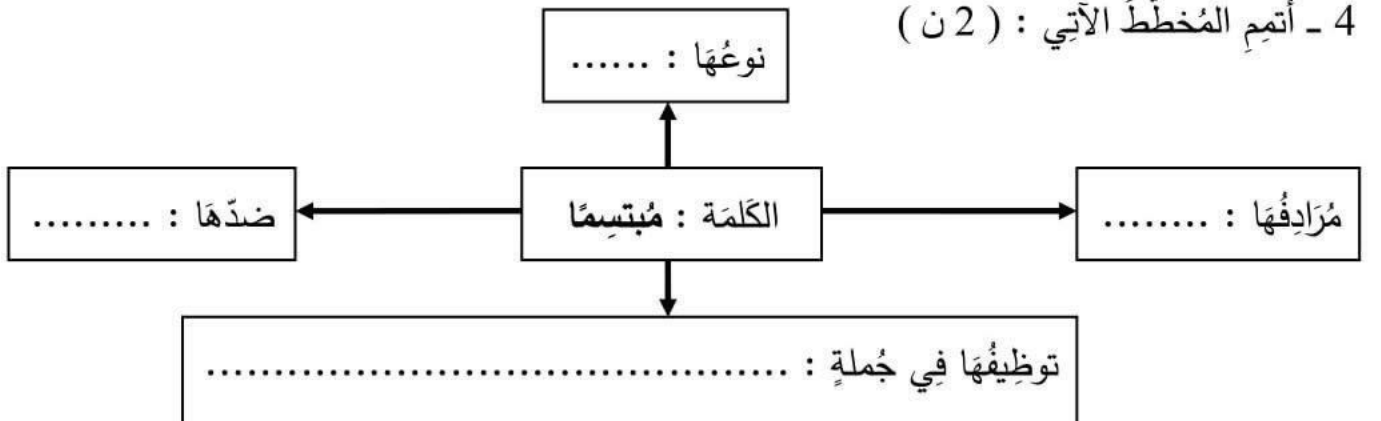 4 ـ أتممِ المُخطّطَ الآتِي : ( 2 ن )
نوعُهَا : ......
مُرَادِفُهَا : ........
الكَلمَة : مُبتسِمًا
ضدّهَا : .........
توظِيفُهَا فِي جُملةٍ : ...........................................